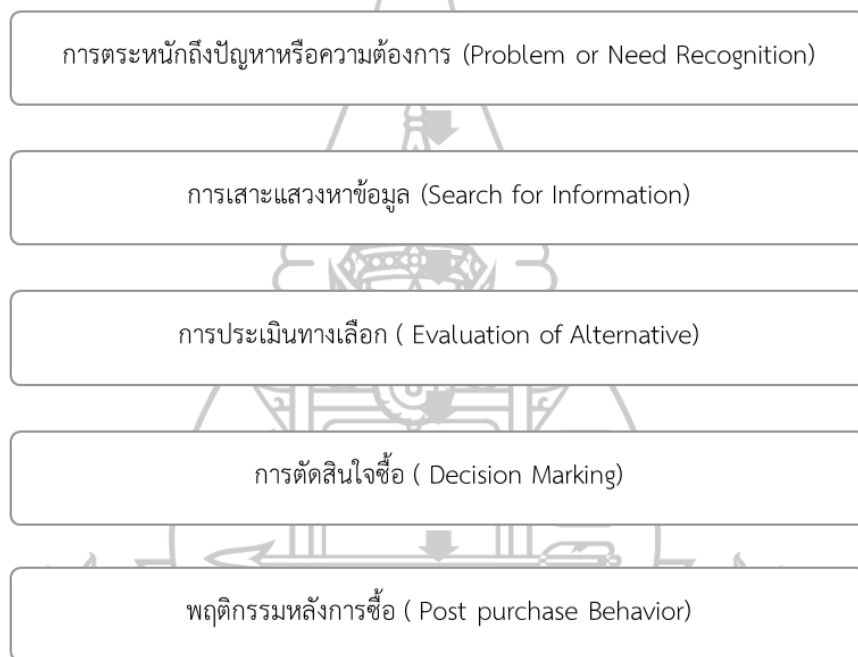 การตระหนักถึงปัญหาหรือความต้องการ (Problem or Need Recognition)
การเสาะแสวงหาข้อมูล (Search for Information)
การประเมินทางเลือก ( Evaluation of Alternative)
การตัดสินใจซื้อ ( Decision Marking)
พฤติกรรมหลังการซื้อ ( Post purchase Behavior)